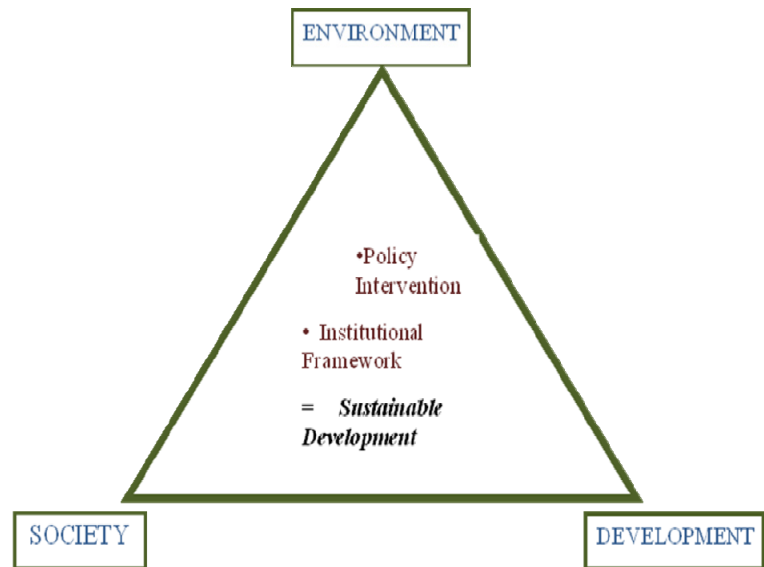 ENVIRONMENT
•Policy
Intervention
• Institutional
Framework
= Sustainable
Development
SOCIETY
DEVELOPMENT